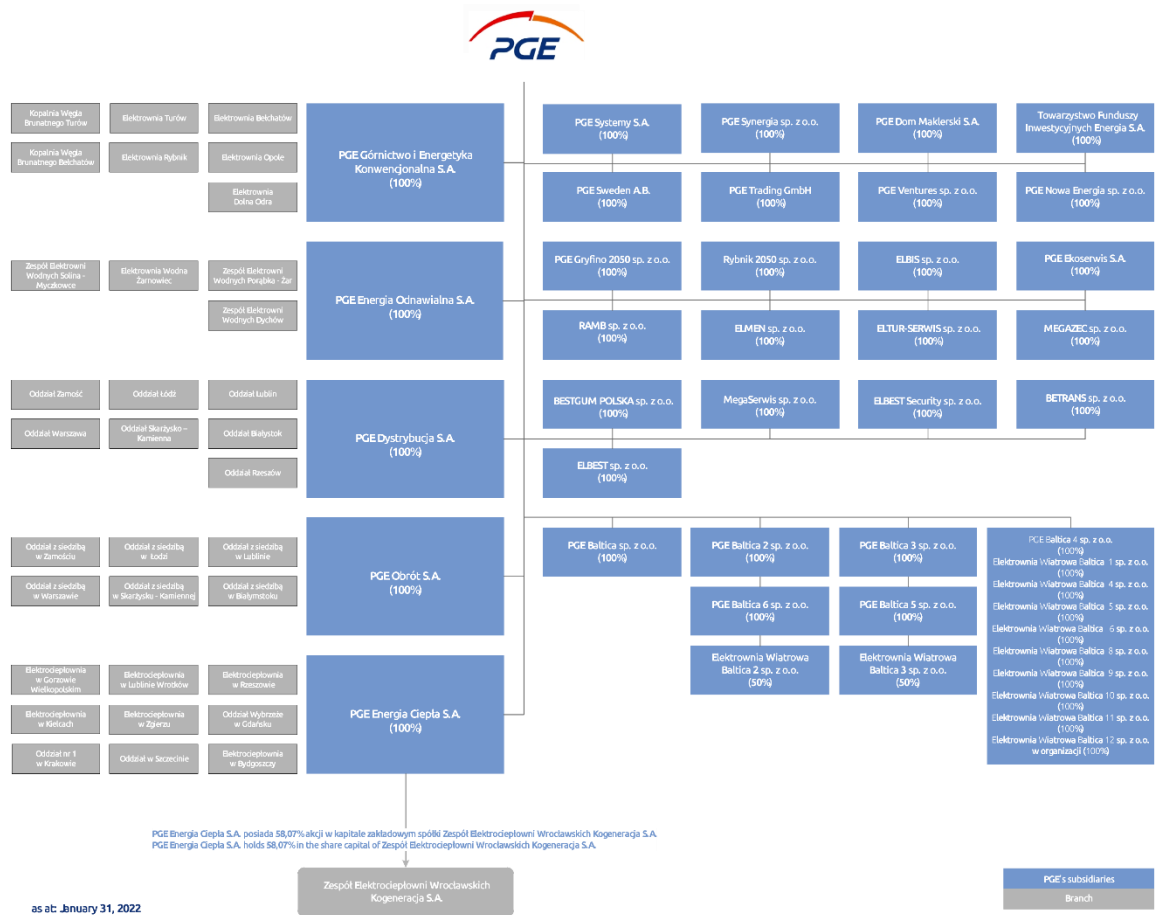 PGE
Kopalnia Węgla
Brunatnego Turów
Elektrownia Turów
Elektrownia Bełchatów
Kopalnia Węgla
Brunatnego Bełchatów
Elektrownia Rybnik
Elektrownia Opole
Elektrownia
Dolna Odra
PGE Górnictwo i Energetyka
Konwencjonalna S.A.
(100%)
PGE Systemy S.A.
(100%)
PGE Synergia sp. z o.o.
(100%)
PGE Dom Maklerski S.A.
(100%)
Towarzystwo Funduszy
Inwestycyjnych Energia S.A.
(100%)
PGE Sweden A.B.
(100%)
PGE Trading GmbH
(100%)
PGE Ventures sp. z o.o.
(100%)
PGE Nowa Energia sp. z o.o.
(100%)
Zespół Elektrowni
Wodnych Solina -
Myczkowce
Elektrownia Wodna
Żarnowiec
Zespół Elektrowni
Wodnych Porąbka - Żar
Zespół Elektrowni
Wodnych Dychów
PGE Energia Odnawialna S.A.
(100%)
PGE Gryfino 2050 sp. z o.o.
(100%)
Rybnik 2050 sp. z o.o.
(100%)
ELBIS sp. z o.o.
(100%)
PGE Ekoserwis S.A.
(100%)
RAMB sp. z o.o.
(100%)
ELMEN sp. z o.o.
(100%)
ELTUR-SERWIS sp. z o.o.
(100%)
MEGAZEC sp. z o.o.
(100%)
Oddział Zamość
Oddział Łódź
Oddział Lublin
Oddział Warszawa
Oddział Skarżysko –
Kamienna
Oddział Białystok
Oddział Rzeszów
PGE Dystrybucja S.A.
(100%)
BESTGUM POLSKA sp. z o.o.
(100%)
MegaSerwis sp. z o.o.
(100%)
ELBEST Security sp. z o.o.
(100%)
BETRANS sp. z o.o.
(100%)
ELBEST sp. z o.o.
(100%)
Oddział z siedzibą
w Zamościu
Oddział z siedzibą
w Łodzi
Oddział z siedzibą
w Lublinie
Oddział z siedzibą
w Warszawie
Oddział z siedzibą
w Skarżysku - Kamiennej
Oddział z siedzibą
w Białymstoku
PGE Obrót S.A.
(100%)
PGE Baltica sp. z o.o.
(100%)
PGE Baltica 2 sp. z o.o.
(100%)
PGE Baltica 3 sp. z o.o.
(100%)
PGE Baltica 6 sp. z o.o.
(100%)
PGE Baltica 5 sp. z o.o.
(100%)
Elektrownia Wiatrowa
Baltica 2 sp. z o.o.
(50%)
Elektrownia Wiatrowa
Baltica 3 sp. z o.o.
(50%)
PGE Baltica 4 sp. z o.o.
(100%)
Elektrownia Wiatrowa Baltica 1 sp. z o.o.
(100%)
Elektrownia Wiatrowa Baltica 4 sp. z o.o.
(100%)
Elektrownia Wiatrowa Baltica 5 sp. z o.o.
(100%)
Elektrownia Wiatrowa Baltica 6 sp. z o.o.
(100%)
Elektrownia Wiatrowa Baltica 8 sp. z o.o.
(100%)
Elektrownia Wiatrowa Baltica 9 sp. z o.o.
(100%)
Elektrownia Wiatrowa Baltica 10 sp. z o.o.
(100%)
Elektrownia Wiatrowa Baltica 11 sp. z o.o.
(100%)
Elektrownia Wiatrowa Baltica 12 sp. z o.o.
w organizacji (100%)
Elektrociepłownia
w Gorzowie
Wielkopolskim
Elektrociepłownia
w Lublinie Wrotków
Elektrociepłownia
w Rzeszowie
Elektrociepłownia
w Kielcach
Elektrociepłownia
w Zgierzu
Oddział Wybrzeże
w Gdańsku
Oddział nr 1
w Krakowie
Oddział w Szczecinie
Elektrociepłownia
w Bydgoszczy
PGE Energia Ciepła S.A.
(100%)
PGE Energia Ciepła S.A. posiada 58,07% akcji w kapitale zakładowym spółki Zespół Elektrociepłowni Wrocławskich Kogeneracja S.A.
PGE Energia Ciepła S.A. holds 58,07% in the share capital of Zespół Elektrociepłowni Wrocławskich Kogeneracja S.A.
Zespół Elektrociepłowni Wrocławskich
Kogeneracja S.A.
PGE's subsidiaries
Branch
as at: January 31, 2022